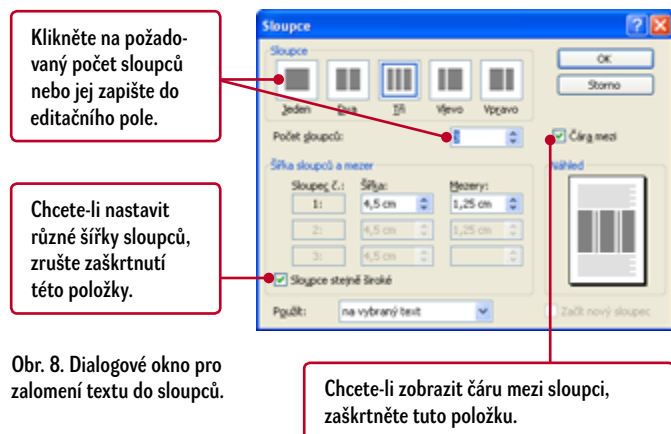 Klikněte na požado-
vaný počet sloupců
nebo jej zapište do
editačního pole.
Chcete-li nastavit
různé šířky sloupců,
zrušte zaškrtnutí
této položky.
Obr. 8. Dialogové okno pro
zalomení textu do sloupců.
Sloupce
Sloupce
Jeden Dva Tři Vlevo Vpravo
OK
Storno
Počet sloupců: 3
Čára mezi
Šířka sloupců a mezer
Náhled
Sloupec č.: Šířka: Mezery:
1: 4,5 cm 1,25 cm
2: 4,5 cm 1,25 cm
3: 4,5 cm
Sloupce stejně široké
Použít: na vybraný text
Začít nový sloupec
Chcete-li zobrazit čáru mezi sloupci,
zaškrtněte tuto položku.